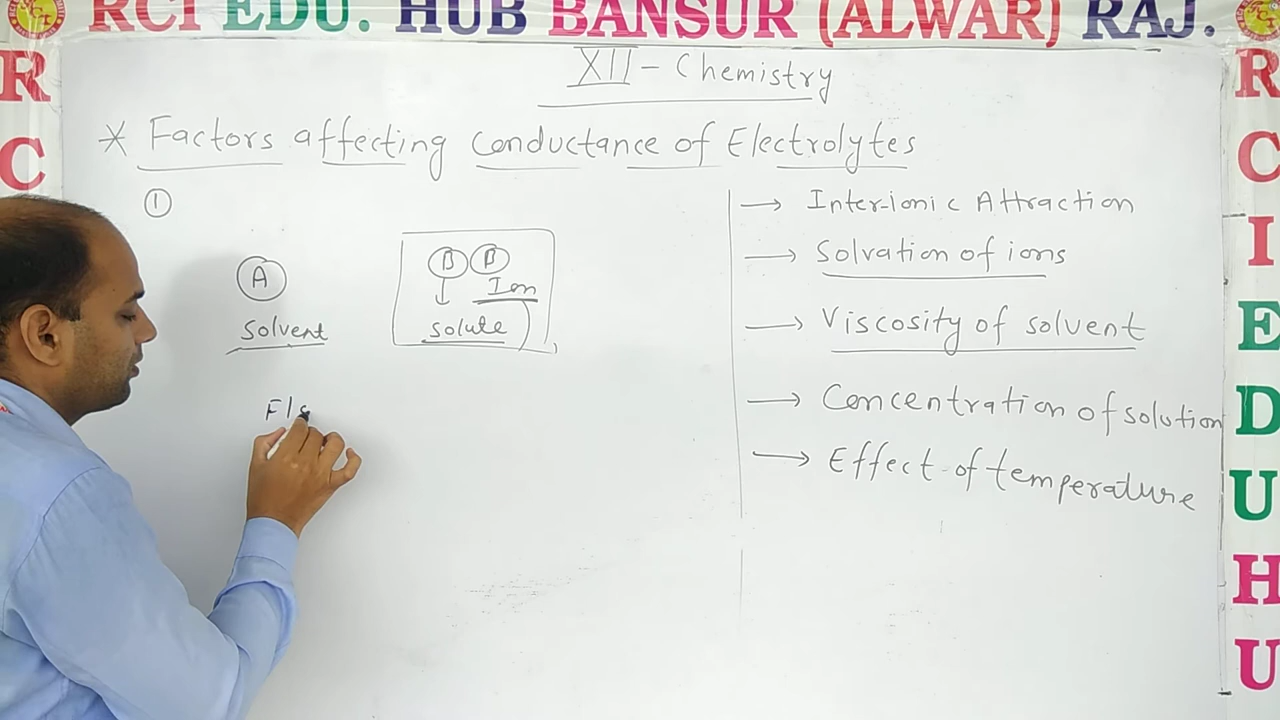 RCI EDU. HUB BANSUR (ALWAR) RAJ.
XII - Chemistry
* Factors affecting conductance of Electrolytes
①
A
Solvent
B B
Ion
Solute
→ Inter-ionic Attraction
→ Solvation of ions
→ Viscosity of solvent
→ Concentration of solution
→ Effect of temperature
R
C
R
C
I
E
D
U
H
U